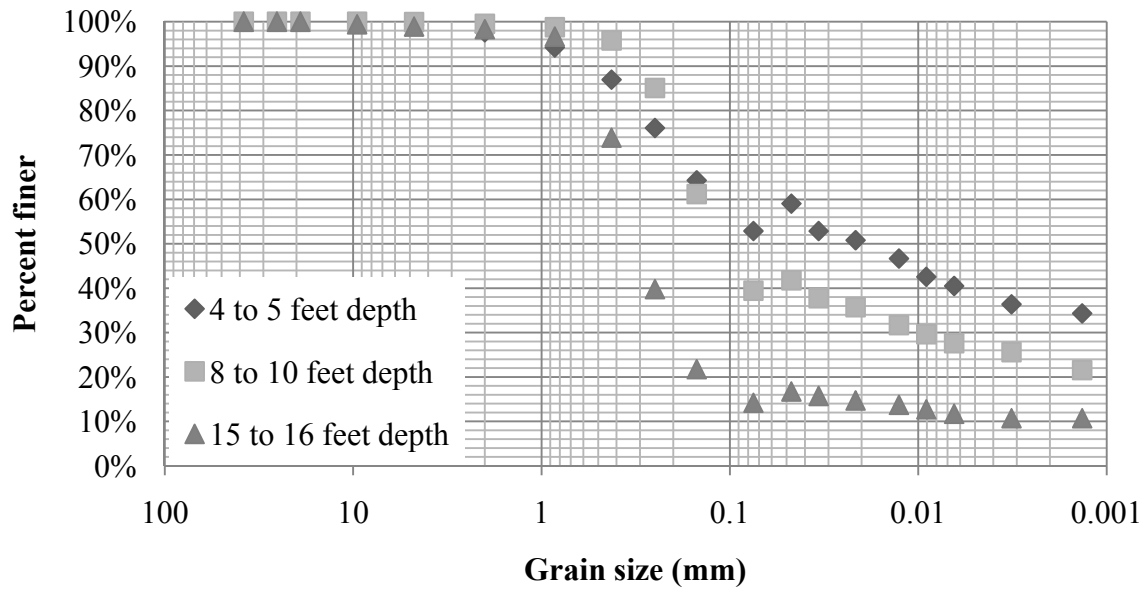 100%
90%
80%
70%
60%
50%
40%
30%
20%
10%
0%
Percent finer
4 to 5 feet depth
8 to 10 feet depth
15 to 16 feet depth
100 10 1 0.1 0.01 0.001
Grain size (mm)